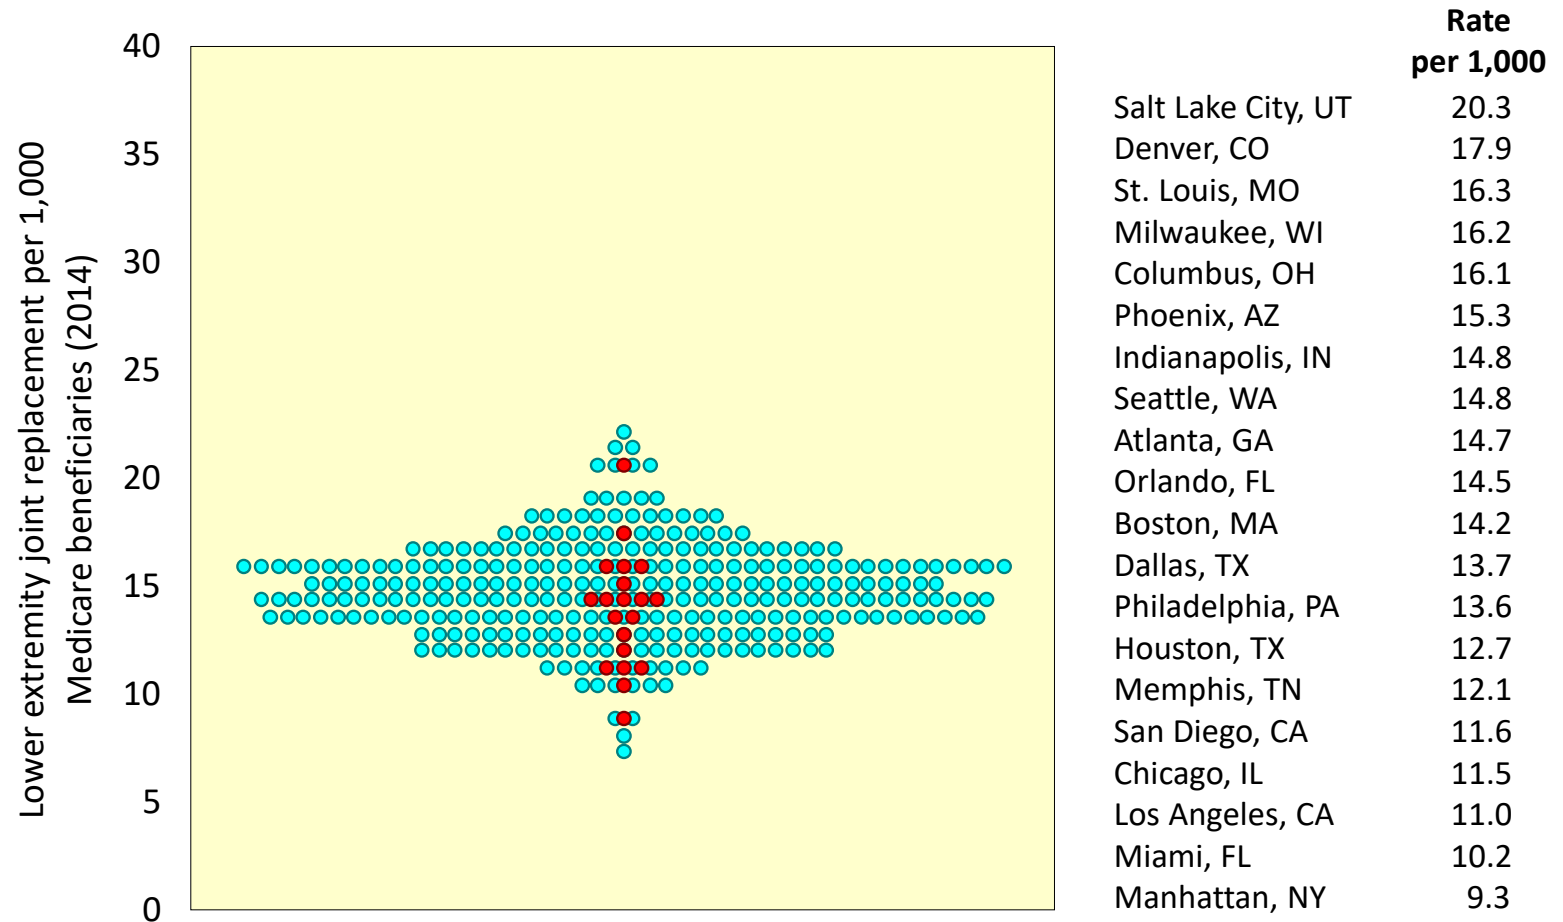 Lower extremity joint replacement per 1,000
Medicare beneficiaries (2014)
40
35
30
25
20
15
10
5
0
Rate
per 1,000
Salt Lake City, UT 20.3
Denver, CO 17.9
St. Louis, MO 16.3
Milwaukee, WI 16.2
Columbus, OH 16.1
Phoenix, AZ 15.3
Indianapolis, IN 14.8
Seattle, WA 14.8
Atlanta, GA 14.7
Orlando, FL 14.5
Boston, MA 14.2
Dallas, TX 13.7
Philadelphia, PA 13.6
Houston, TX 12.7
Memphis, TN 12.1
San Diego, CA 11.6
Chicago, IL 11.5
Los Angeles, CA 11.0
Miami, FL 10.2
Manhattan, NY 9.3